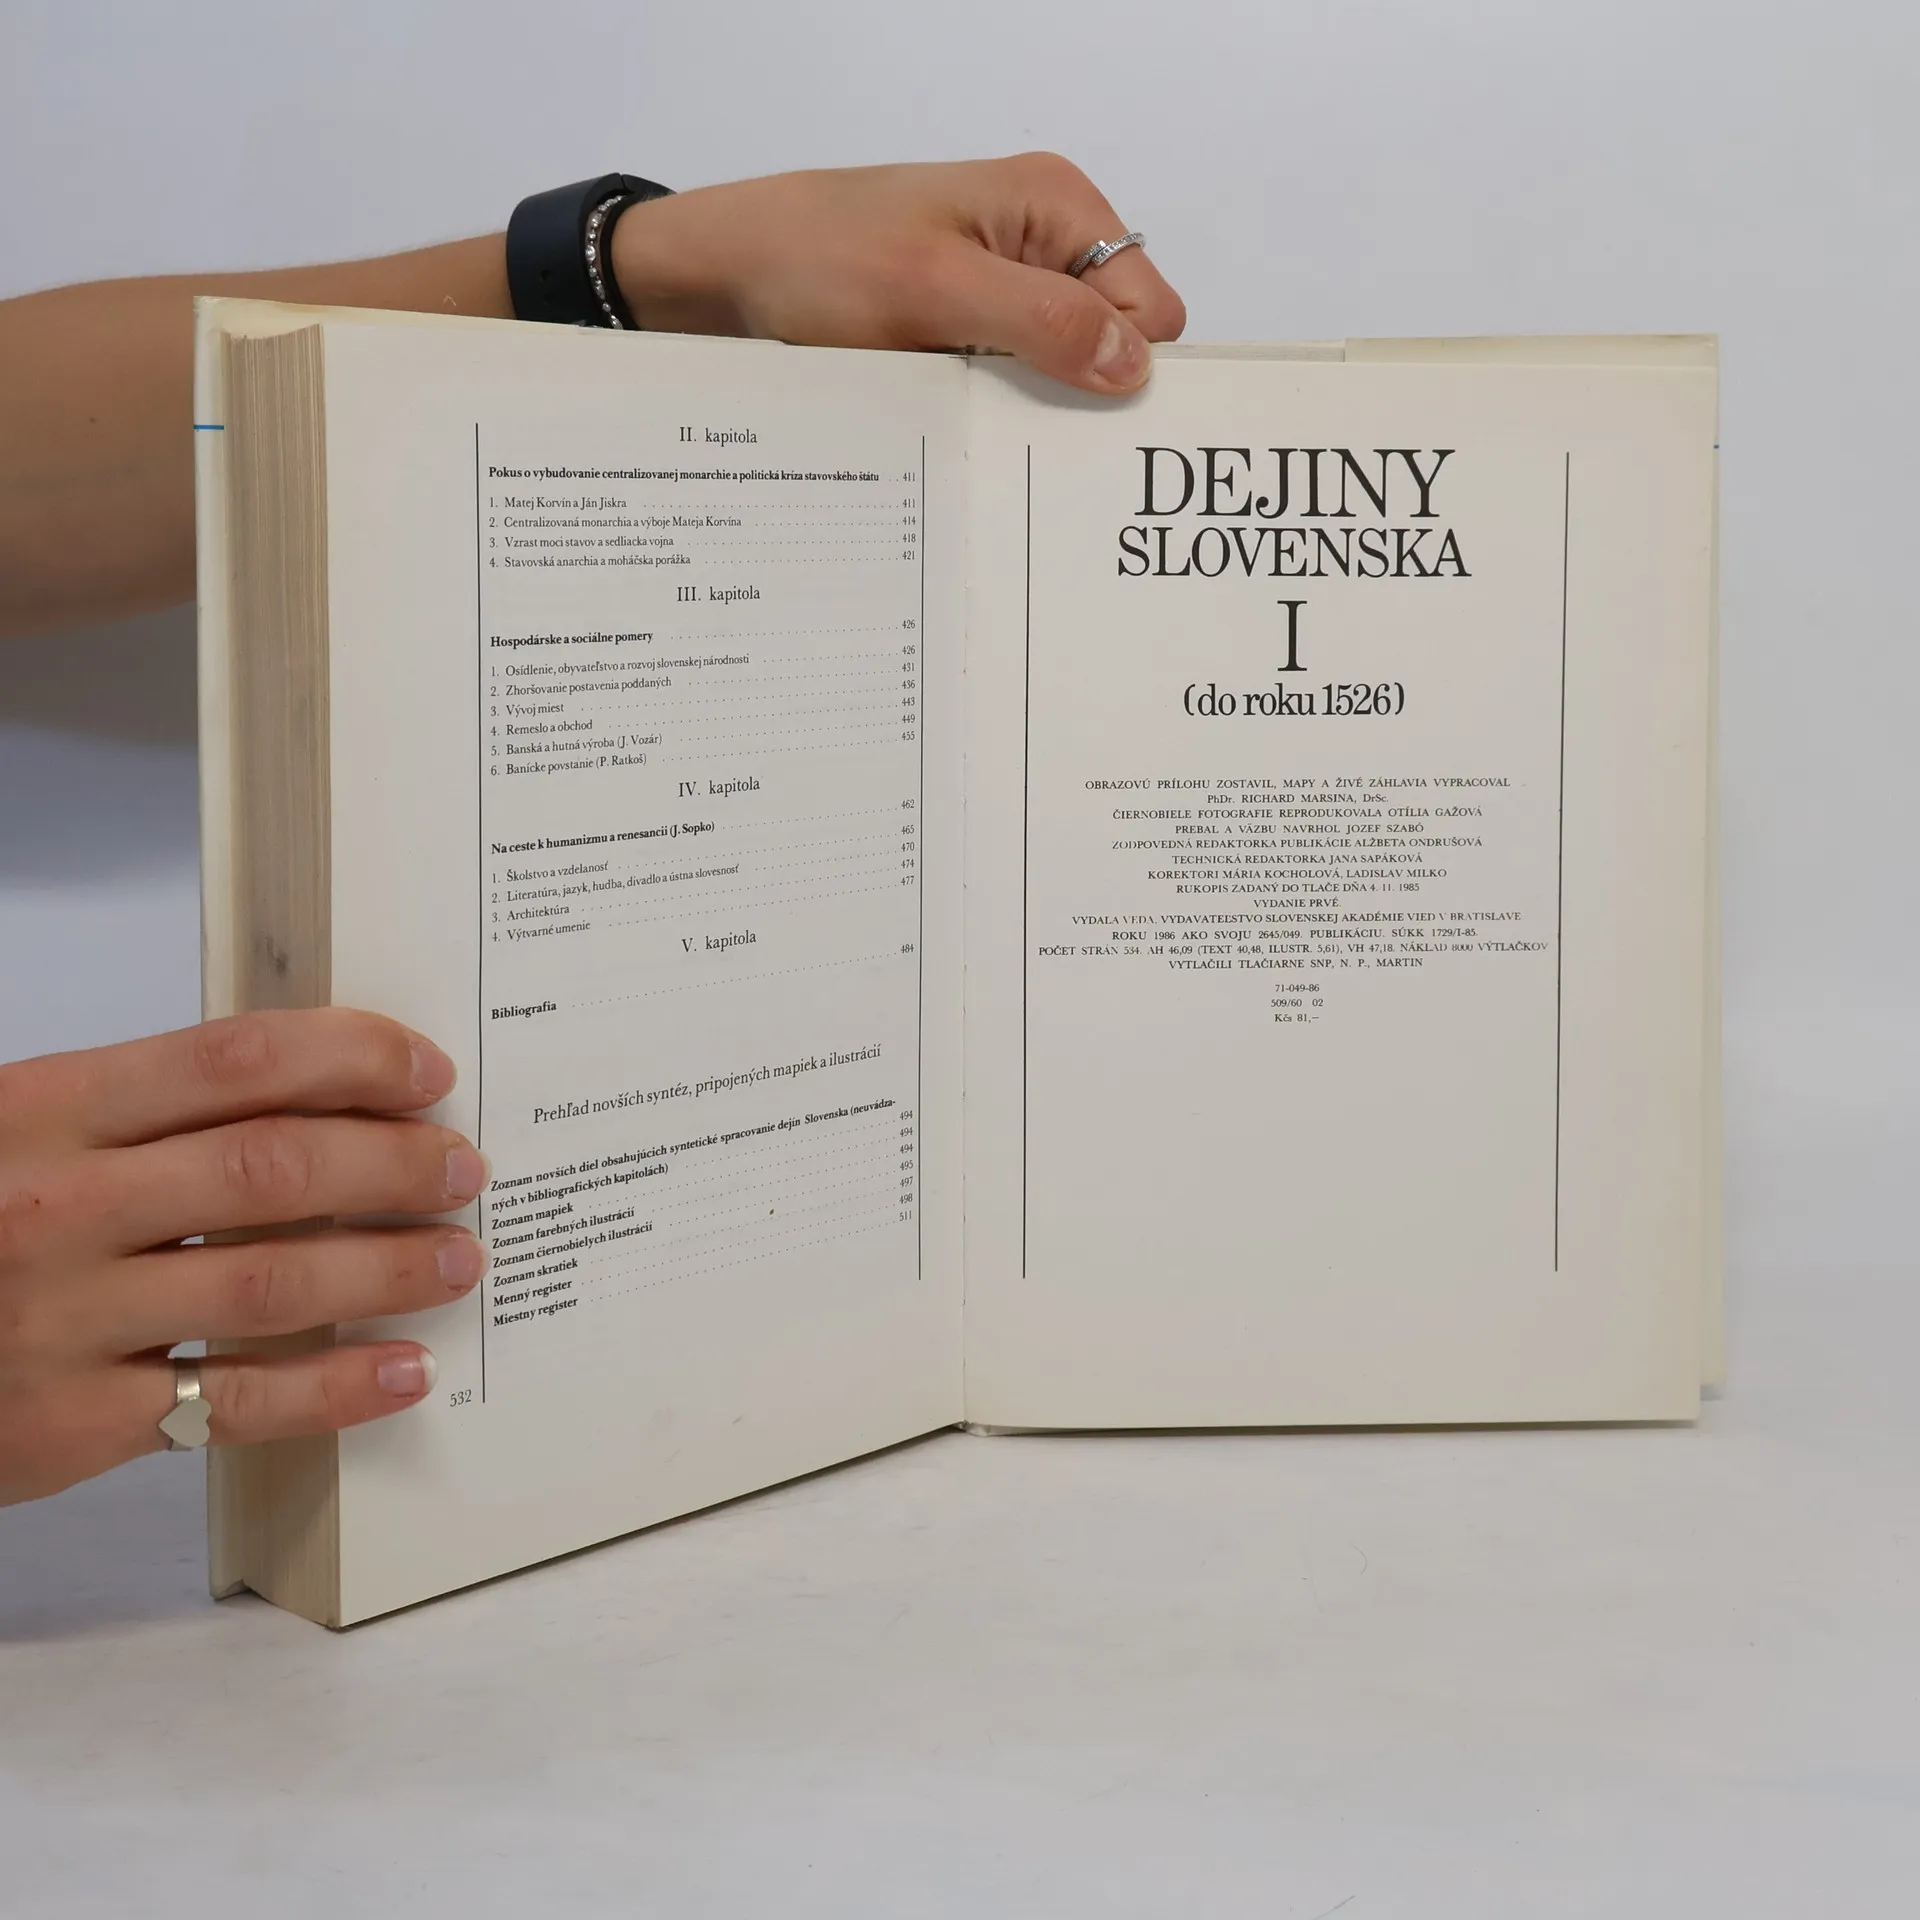 II. kapitola
Pokus o vybudovanie centralizovanej monarchie a politická kríza stavovského štátu . . 411
1. Matej Korvín a Ján Jiskra . . . 411
2. Centralizovaná monarchia a výboje Mateja Korvína . . . 414
3. Vzrast moci stavov a sedliacka vojna . . . 418
4. Stavovská anarchia a moháčska porážka . . . 421
III. kapitola
Hospodárske a sociálne pomery . . . 426
1. Osídlenie, obyvateľstvo a rozvoj slovenskej národnosti . . . 426
2. Zhoršovanie postavenia poddaných . . . 431
3. Vývoj miest . . . 436
4. Remeslo a obchod . . . 443
5. Banská a hutná výroba (J. Vozár) . . . 449
6. Banícke povstanie (P. Ratkoš) . . . 455
IV. kapitola
Na ceste k humanizmu a renesancii (J. Sopko) . . . 462
1. Školstvo a vzdelanosť . . . 465
2. Literatúra, jazyk, hudba, divadlo a ústna slovesnosť . . . 470
3. Architektúra . . . 474
4. Výtvarné umenie . . . 477
V. kapitola
Bibliografia . . . 484
Prehľad novších syntéz, pripojených mapiek a ilustrácií
Zoznam novších diel obsahujúcich syntetické spracovanie dejín Slovenska (neuvádza-
ných v bibliografických kapitolách) . . . 494
Zoznam mapiek . . . 494
Zoznam farebných ilustrácií . . . 494
Zoznam čiernobielych ilustrácií . . . 495
Zoznam skratiek . . . 497
Menný register . . . 498
Miestny register . . . 511
532
DEJINY
SLOVENSKA
I
(do roku 1526)
OBRAZOVÚ PRÍLOHU ZOSTAVIL, MAPY A ŽIVÉ ZÁHLAVIA VYPRACOVAL
PhDr. RICHARD MARSINA, DrSc.
ČIERNOBIELE FOTOGRAFIE REPRODUKOVALA OTÍLIA GAŽOVÁ
PREBAL A VÄZBU NAVRHOL JOZEF SZABÓ
ZODPOVEDNÁ REDAKTORKA PUBLIKÁCIE ALŽBETA ONDRUŠOVÁ
TECHNICKÁ REDAKTORKA JANA SAPÁKOVÁ
KOREKTORI MÁRIA KOCHOLOVÁ, LADISLAV MILKO
RUKOPIS ZADANÝ DO TLAČE DŇA 4. 11. 1985
VYDANIE PRVÉ.
VYDALA VEDA, VYDAVATEĽSTVO SLOVENSKEJ AKADÉMIE VIED V BRATISLAVE
ROKU 1986 AKO SVOJU 2645/049. PUBLIKÁCIU. SÚKK 1729/I-85.
POČET STRÁN 534. AH 46,09 (TEXT 40,48, ILUSTR. 5,61), VH 47,18. NÁKLAD 8000 VÝTLAČKOV
VYTLAČILI TLAČIARNE SNP, N. P., MARTIN
71-049-86
509/60 02
Kčs 81,—